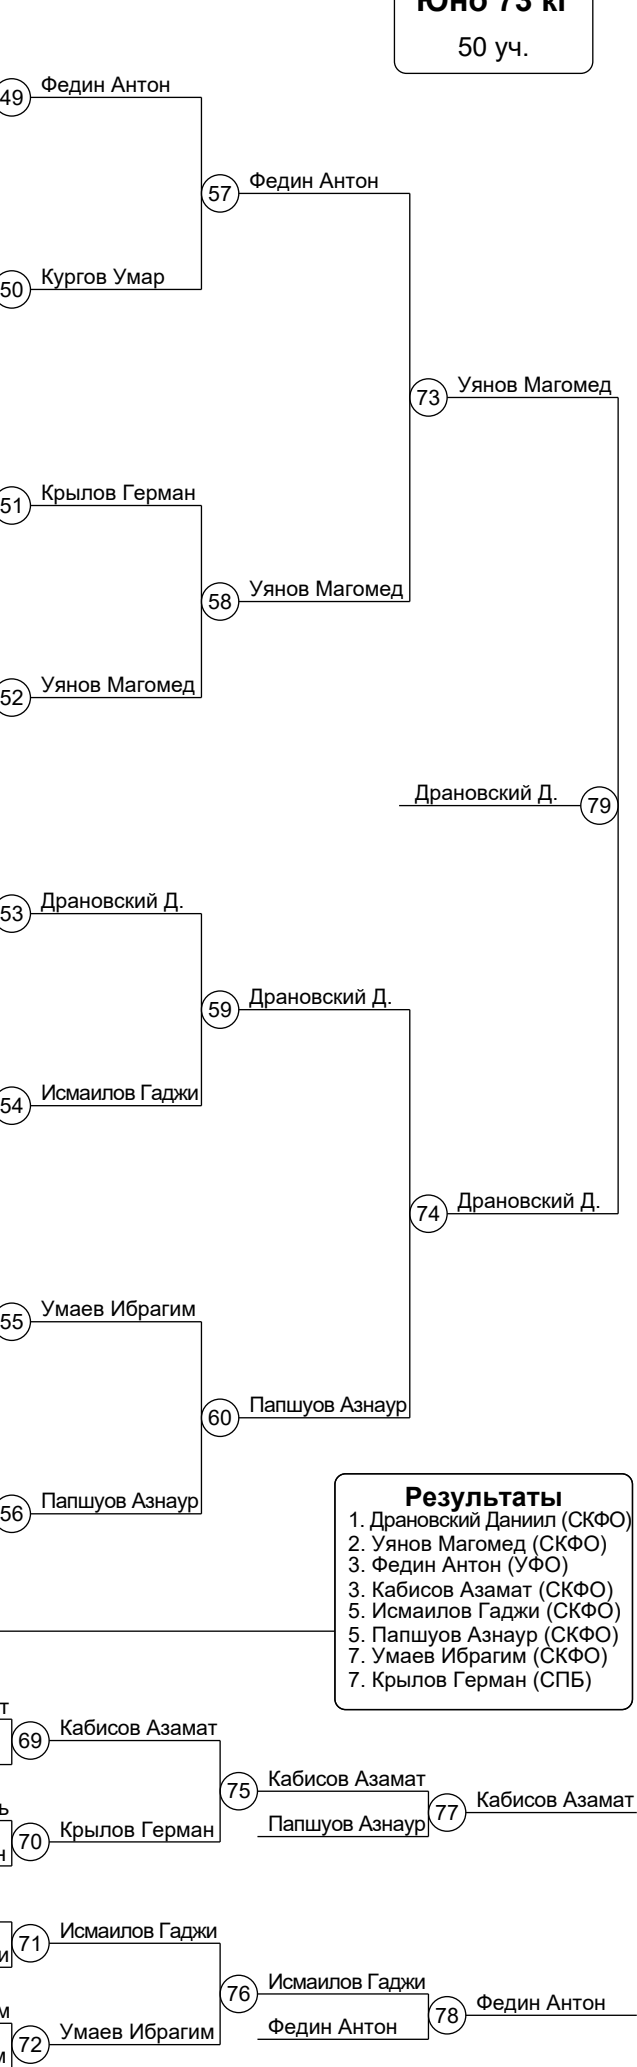 Юно 73 кг
50 уч.
49 Федин Антон
57 Федин Антон
50 Кургов Умар
73 Уянов Магомед
51 Крылов Герман
58 Уянов Магомед
52 Уянов Магомед
Драновский Д. 79
53 Драновский Д.
59 Драновский Д.
54 Исмаилов Гаджи
74 Драновский Д.
55 Умаев Ибрагим
60 Папшуов Азнаур
56 Папшуов Азнаур
Результаты
1. Драновский Даниил (СКФО)
2. Уянов Магомед (СКФО)
3. Федин Антон (УФО)
3. Кабисов Азамат (СКФО)
5. Исмаилов Гаджи (СКФО)
5. Папшуов Азнаур (СКФО)
7. Умаев Ибрагим (СКФО)
7. Крылов Герман (СПБ)
т
69 Кабисов Азамат
75 Кабисов Азамат
77 Кабисов Азамат
ь
70 Крылов Герман
Папшуов Азнаур
н
71 Исмаилов Гаджи
и
76 Исмаилов Гаджи
78 Федин Антон
м
72 Умаев Ибрагим
Федин Антон
м